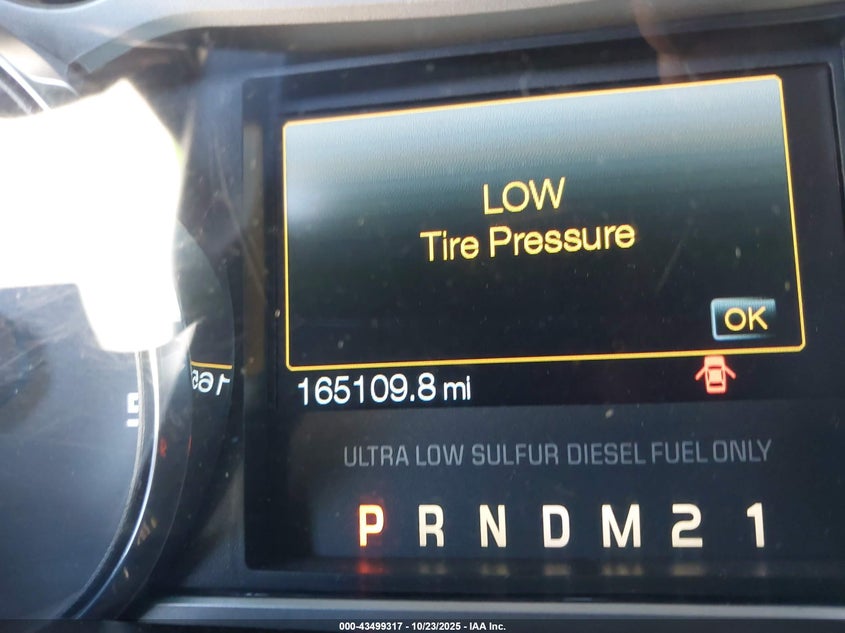 LOW
Tire Pressure
OK
165109.8 mi
ULTRA LOW SULFUR DIESEL FUEL ONLY
P R N D M 2 1
000-43499317 - 10/23/2025 - IAA Inc.